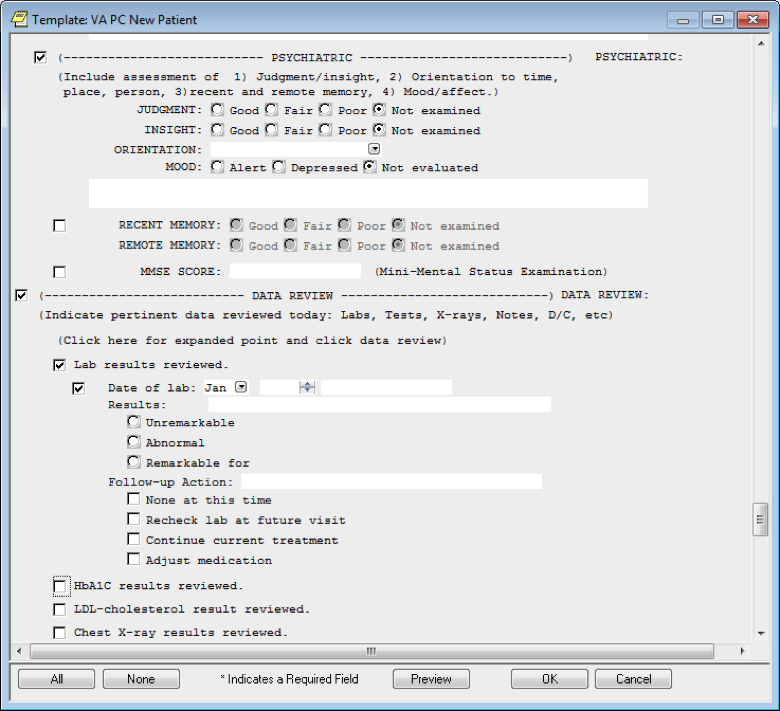 Template: VA PC New Patient
(--------------------------- PSYCHIATRIC ----------------------------) PSYCHIATRIC:
(Include assessment of 1) Judgment/insight, 2) Orientation to time,
place, person, 3)recent and remote memory, 4) Mood/affect.)
JUDGMENT: Good Fair Poor Not examined
INSIGHT: Good Fair Poor Not examined
ORIENTATION:
MOOD: Alert Depressed Not evaluated
RECENT MEMORY: Good Fair Poor Not examined
REMOTE MEMORY: Good Fair Poor Not examined
MMSE SCORE: (Mini-Mental Status Examination)
(--------------------------- DATA REVIEW ----------------------------) DATA REVIEW:
(Indicate pertinent data reviewed today: Labs, Tests, X-rays, Notes, D/C, etc)
(Click here for expanded point and click data review)
Lab results reviewed.
Date of lab: Jan
Results:
Unremarkable
Abnormal
Remarkable for
Follow-up Action:
None at this time
Recheck lab at future visit
Continue current treatment
Adjust medication
HbA1C results reviewed.
LDL-cholesterol result reviewed.
Chest X-ray results reviewed.
All None * Indicates a Required Field Preview OK Cancel